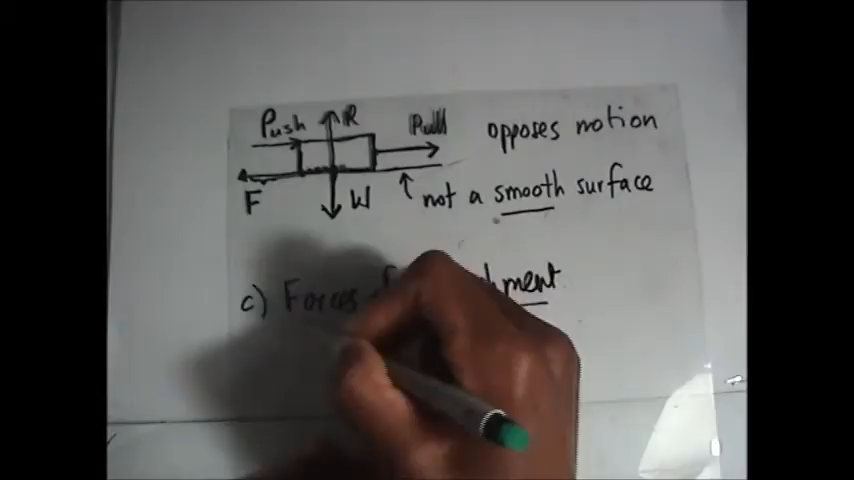 Push R Pull opposes motion
F W not a smooth surface
c) Forces